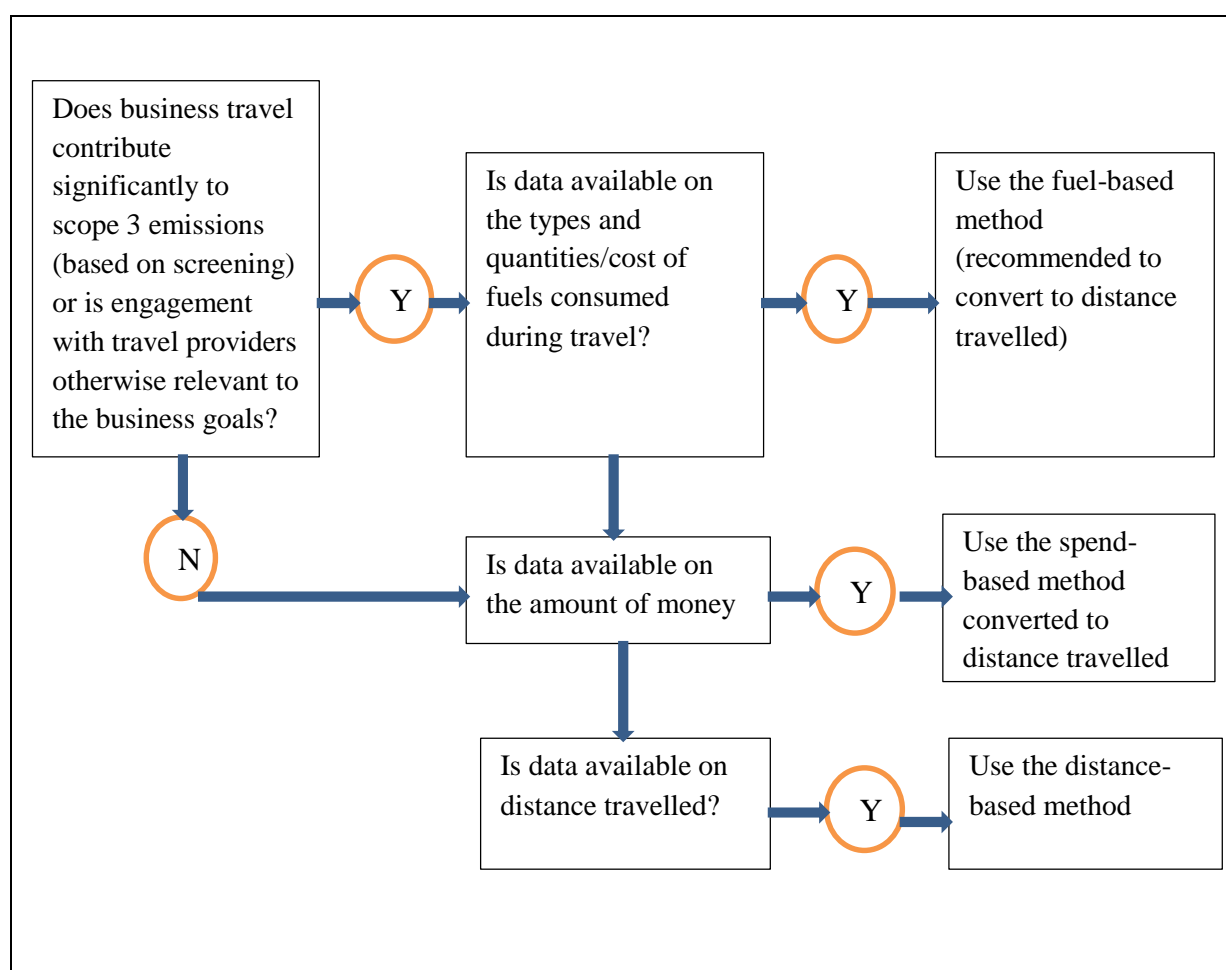 Does business travel
contribute
significantly to
scope 3 emissions
(based on screening)
or is engagement
with travel providers
otherwise relevant to
the business goals?
Y
Is data available on
the types and
quantities/cost of
fuels consumed
during travel?
Y
Use the fuel-based
method
(recommended to
convert to distance
travelled)
N
Is data available on
the amount of money
Y
Use the spend-
based method
converted to
distance travelled
Is data available on
distance travelled?
Y
Use the distance-
based method